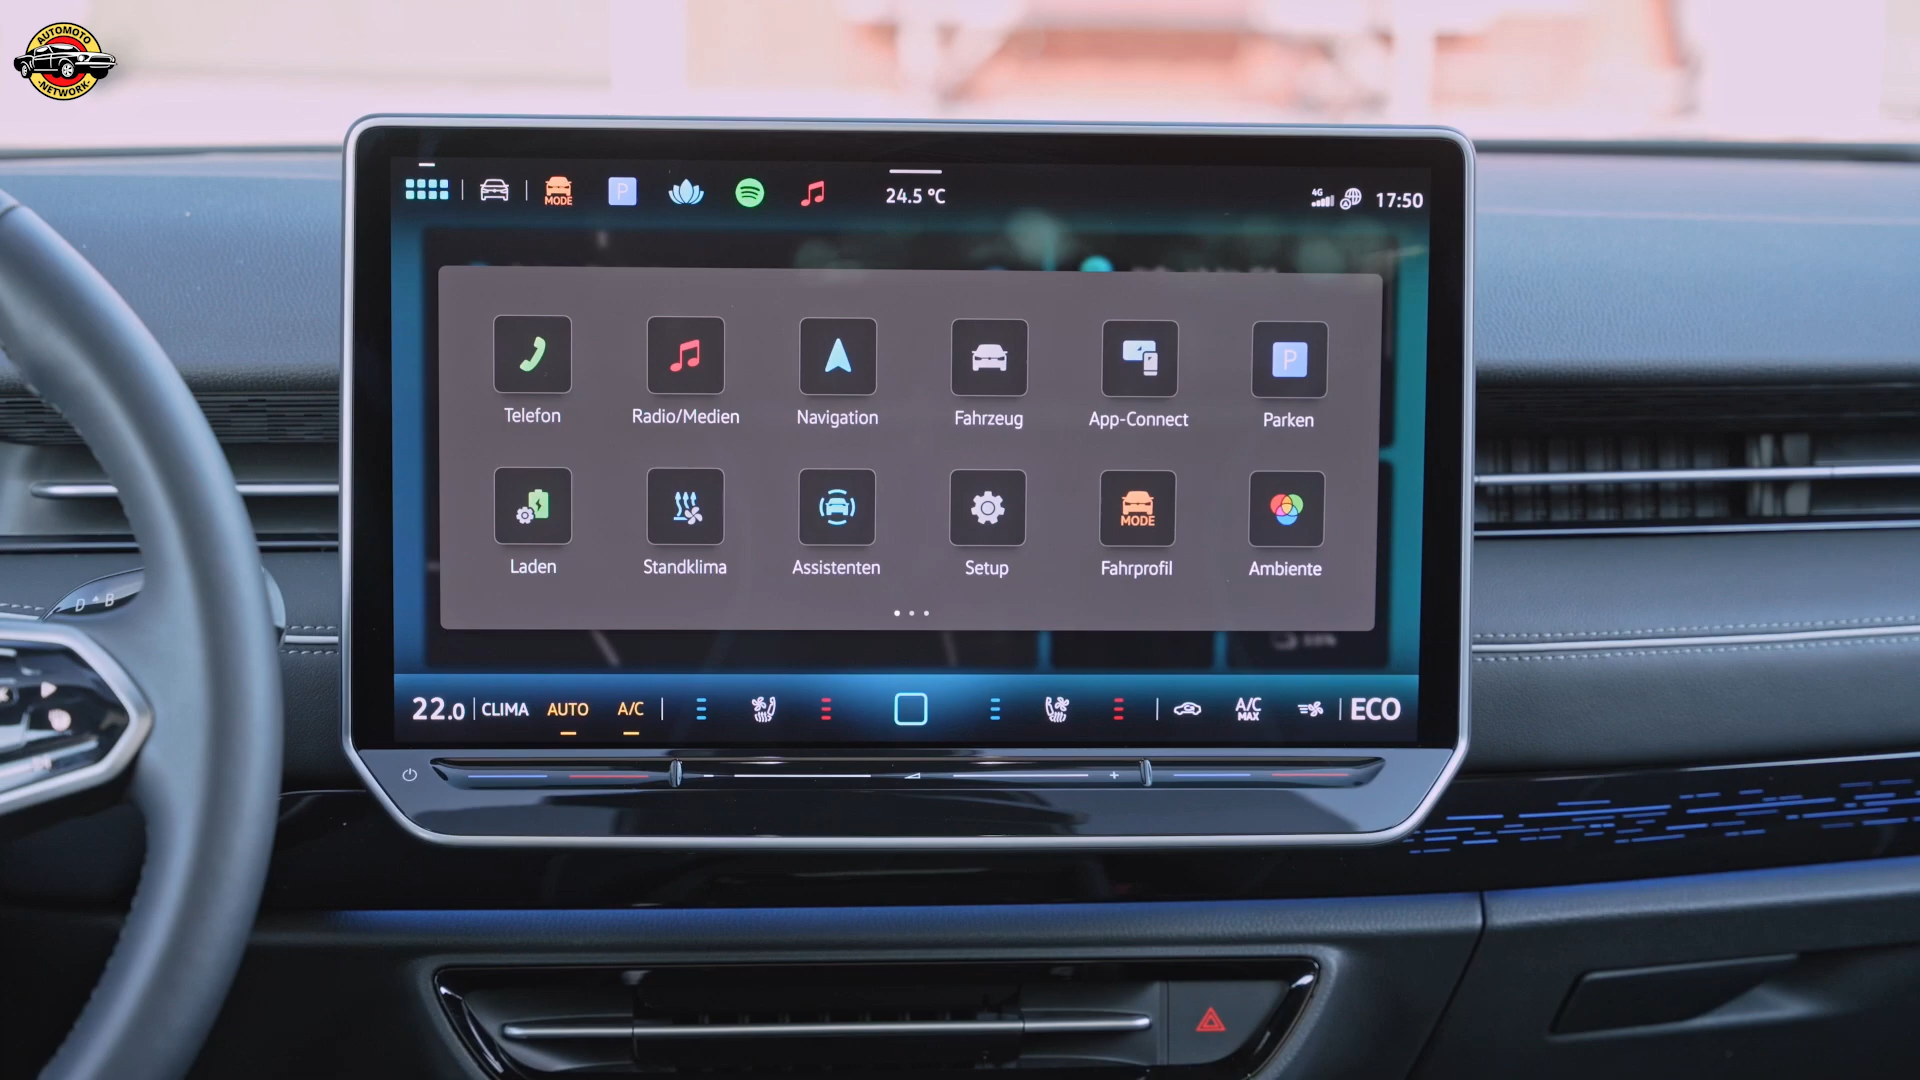 AUTOMOTO
NETWORK
MODE
P
24.5 °C
4G
17:50
Telefon
Radio/Medien
Navigation
Fahrzeug
App-Connect
P
Parken
MODE
Laden
Standklima
Assistenten
Setup
Fahrprofil
Ambiente
D B
22.0 CLIMA AUTO A/C
A/C
MAX
ECO